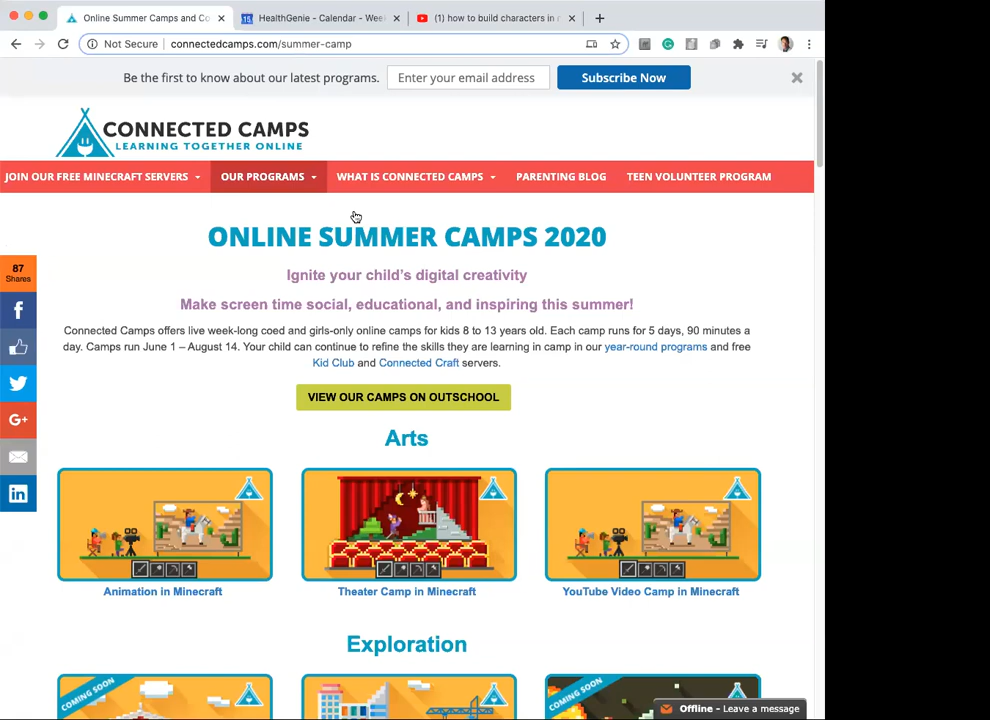 Online Summer Camps and Co
HealthGenie - Calendar - Wee
(1) how to build characters in r
Not Secure
connectedcamps.com/summer-camp
Be the first to know about our latest programs.
Enter your email address
Subscribe Now
CONNECTED CAMPS
LEARNING TOGETHER ONLINE
JOIN OUR FREE MINECRAFT SERVERS
OUR PROGRAMS
WHAT IS CONNECTED CAMPS
PARENTING BLOG
TEEN VOLUNTEER PROGRAM
ONLINE SUMMER CAMPS 2020
Ignite your child's digital creativity
Make screen time social, educational, and inspiring this summer!
87
Shares
Connected Camps offers live week-long coed and girls-only online camps for kids 8 to 13 years old. Each camp runs for 5 days, 90 minutes a
day. Camps run June 1 – August 14. Your child can continue to refine the skills they are learning in camp in our year-round programs and free
Kid Club and Connected Craft servers.
VIEW OUR CAMPS ON OUTSCHOOL
Arts
Animation in Minecraft
Theater Camp in Minecraft
YouTube Video Camp in Minecraft
Exploration
COMING SOON
COMING SOON
Offline - Leave a message